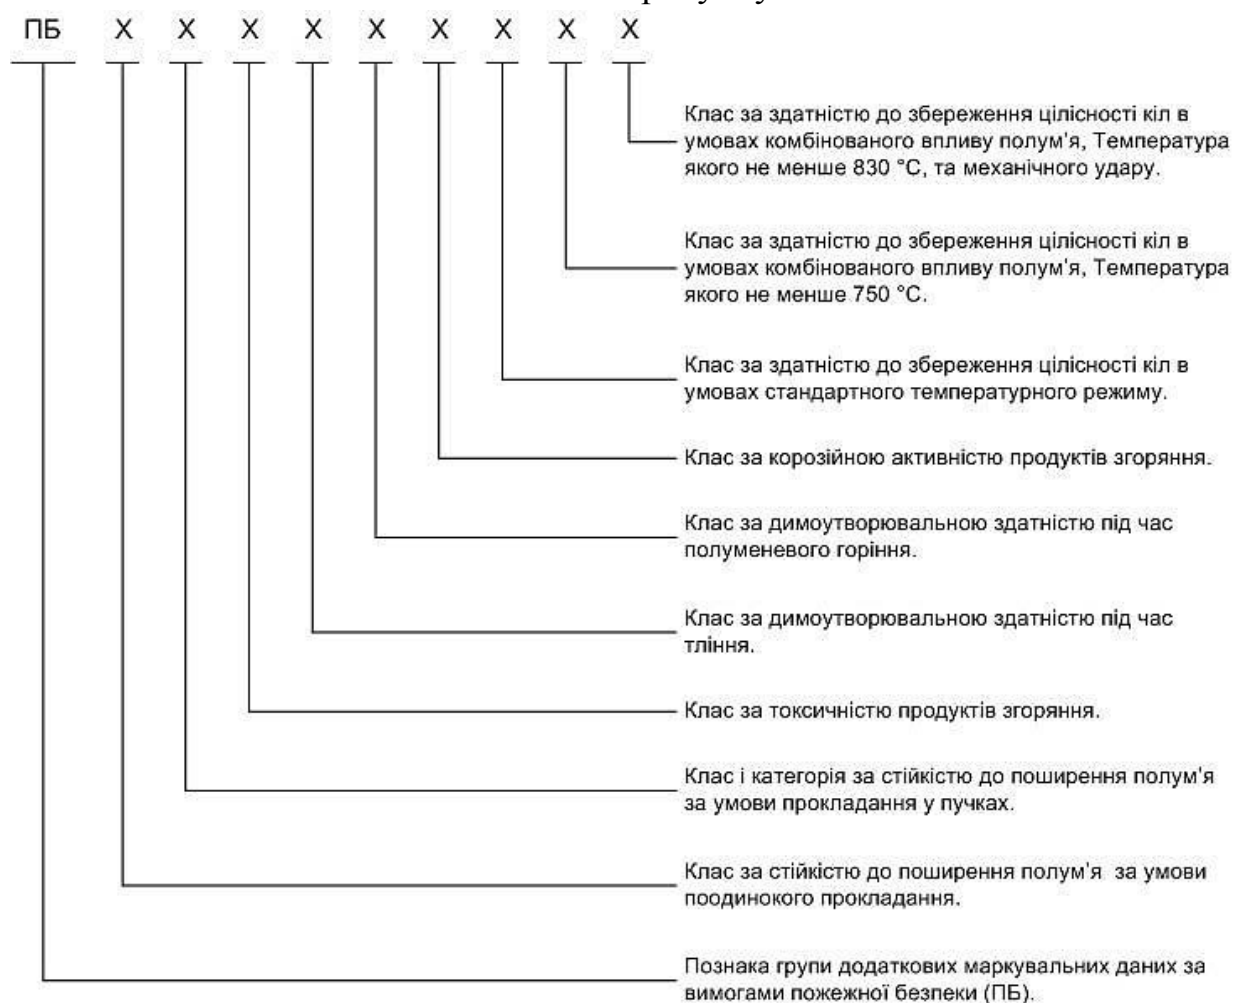 ПБ Х Х Х Х Х Х Х Х Х
Клас за здатністю до збереження цілісності кіл в
умовах комбінованого впливу полум'я, Температура
якого не менше 830 °С, та механічного удару.
Клас за здатністю до збереження цілісності кіл в
умовах комбінованого впливу полум'я, Температура
якого не менше 750 °С.
Клас за здатністю до збереження цілісності кіл в
умовах стандартного температурного режиму.
Клас за корозійною активністю продуктів згоряння.
Клас за димоутворювальною здатністю під час
полуменевого горіння.
Клас за димоутворювальною здатністю під час
тління.
Клас за токсичністю продуктів згоряння.
Клас і категорія за стійкістю до поширення полум'я
за умови прокладання у пучках.
Клас за стійкістю до поширення полум'я за умови
поодинокого прокладання.
Познака групи додаткових маркувальних даних за
вимогами пожежної безпеки (ПБ).